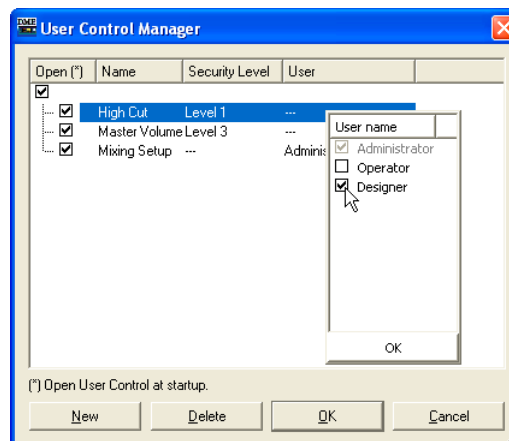 DME User Control Manager
Open (*) Name Security Level User
High Cut Level 1 ---
Master Volume Level 3 ---
Mixing Setup ---
User name
Administrator
Operator
Designer
OK
(*) Open User Control at startup.
New Delete OK Cancel